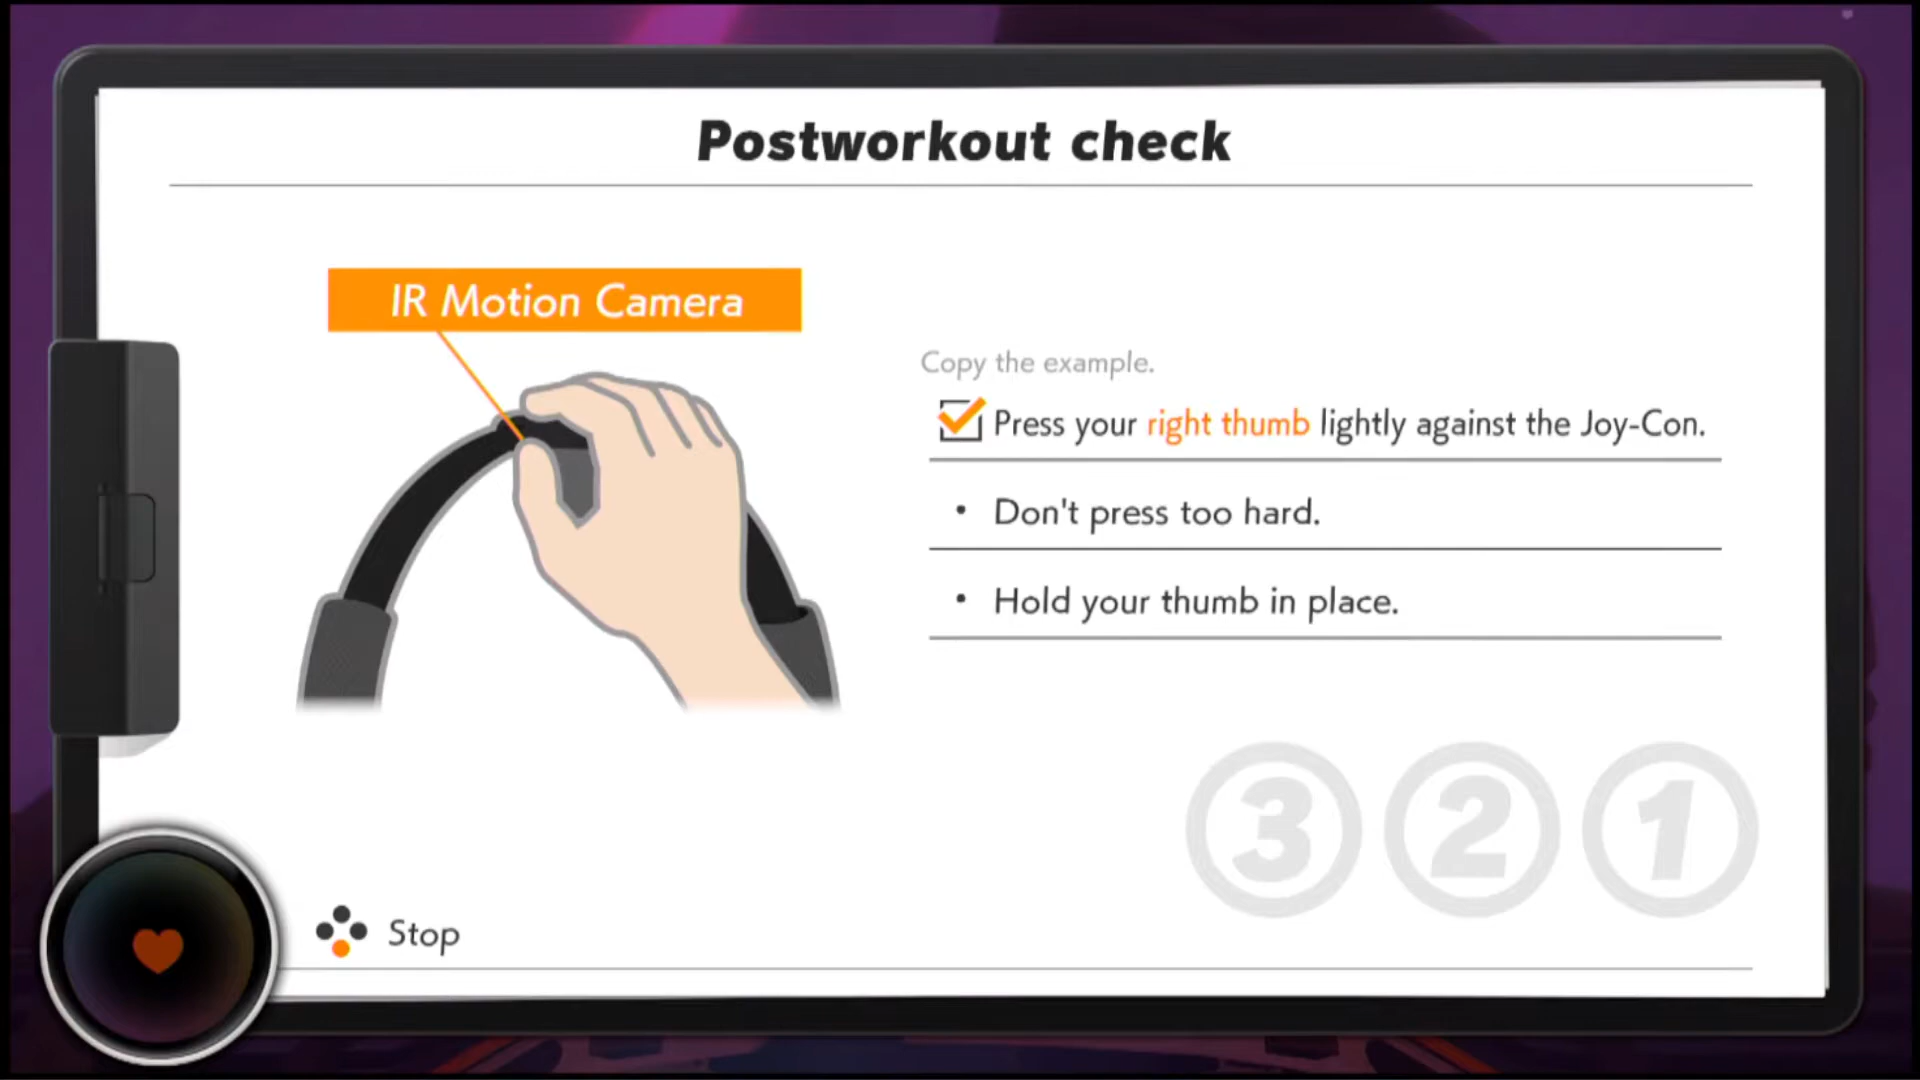 Postworkout check
IR Motion Camera
Copy the example.
Press your right thumb lightly against the Joy-Con.
• Don't press too hard.
• Hold your thumb in place.
3 2 1
Stop